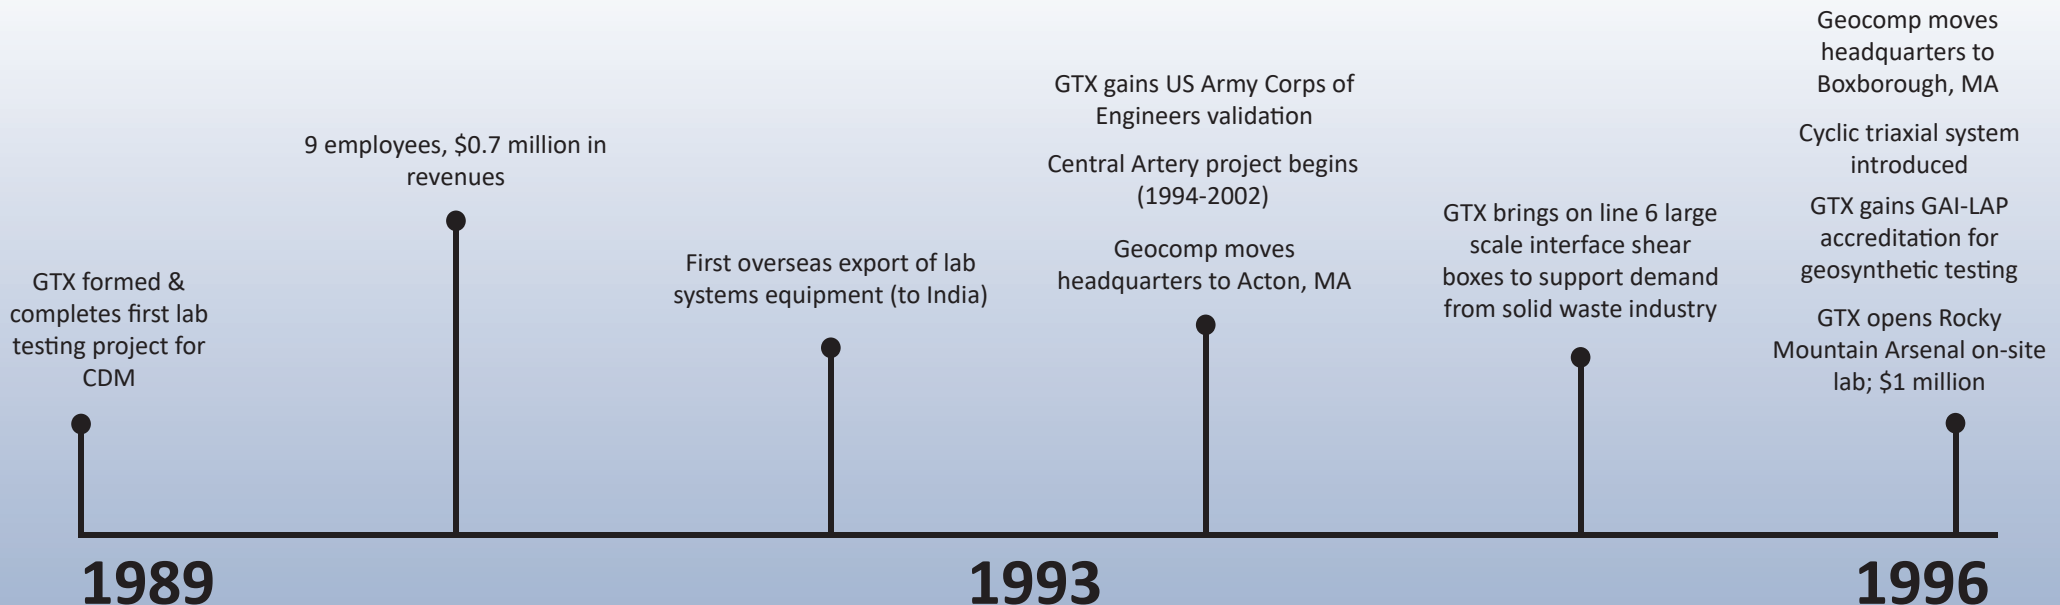 GTX formed &
completes first lab
testing project for
CDM
9 employees, $0.7 million in
revenues
First overseas export of lab
systems equipment (to India)
GTX gains US Army Corps of
Engineers validation
Central Artery project begins
(1994-2002)
Geocomp moves
headquarters to Acton, MA
GTX brings on line 6 large
scale interface shear
boxes to support demand
from solid waste industry
Geocomp moves
headquarters to
Boxborough, MA
Cyclic triaxial system
introduced
GTX gains GAI-LAP
accreditation for
geosynthetic testing
GTX opens Rocky
Mountain Arsenal on-site
lab; $1 million
1989
1993
1996